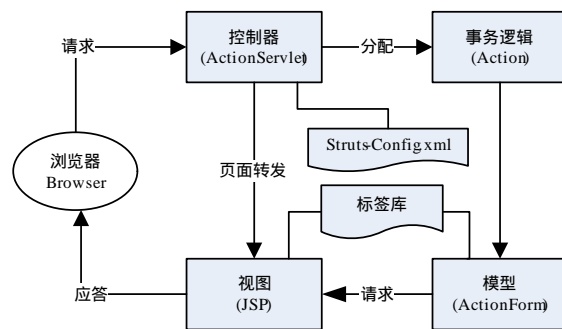 请求
控制器
(ActionServlet)
分配
事务逻辑
(Action)
Struts-Config.xml
浏览器
Browser
页面转发
标签库
应答
视图
(JSP)
请求
模型
(ActionForm)